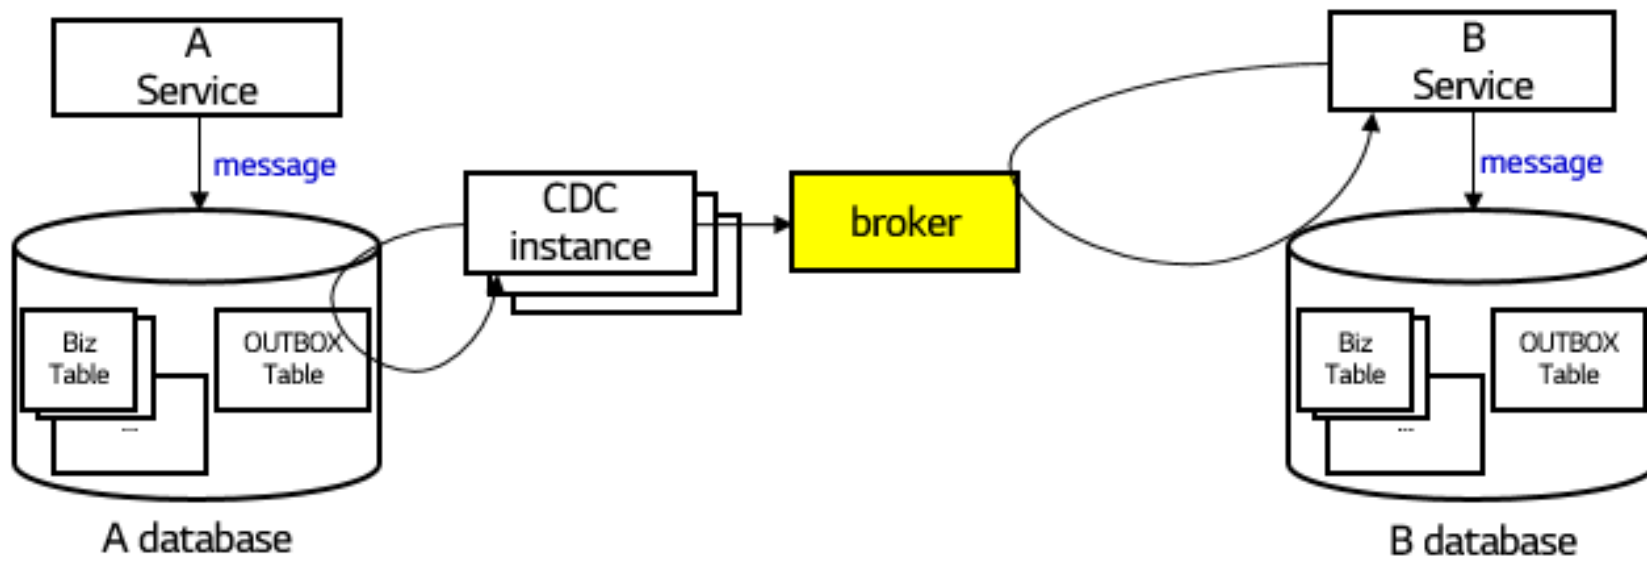 A
Service
message
B
Service
message
CDC
instance
broker
Biz
Table
...
OUTBOX
Table
A database
Biz
Table
...
OUTBOX
Table
B database